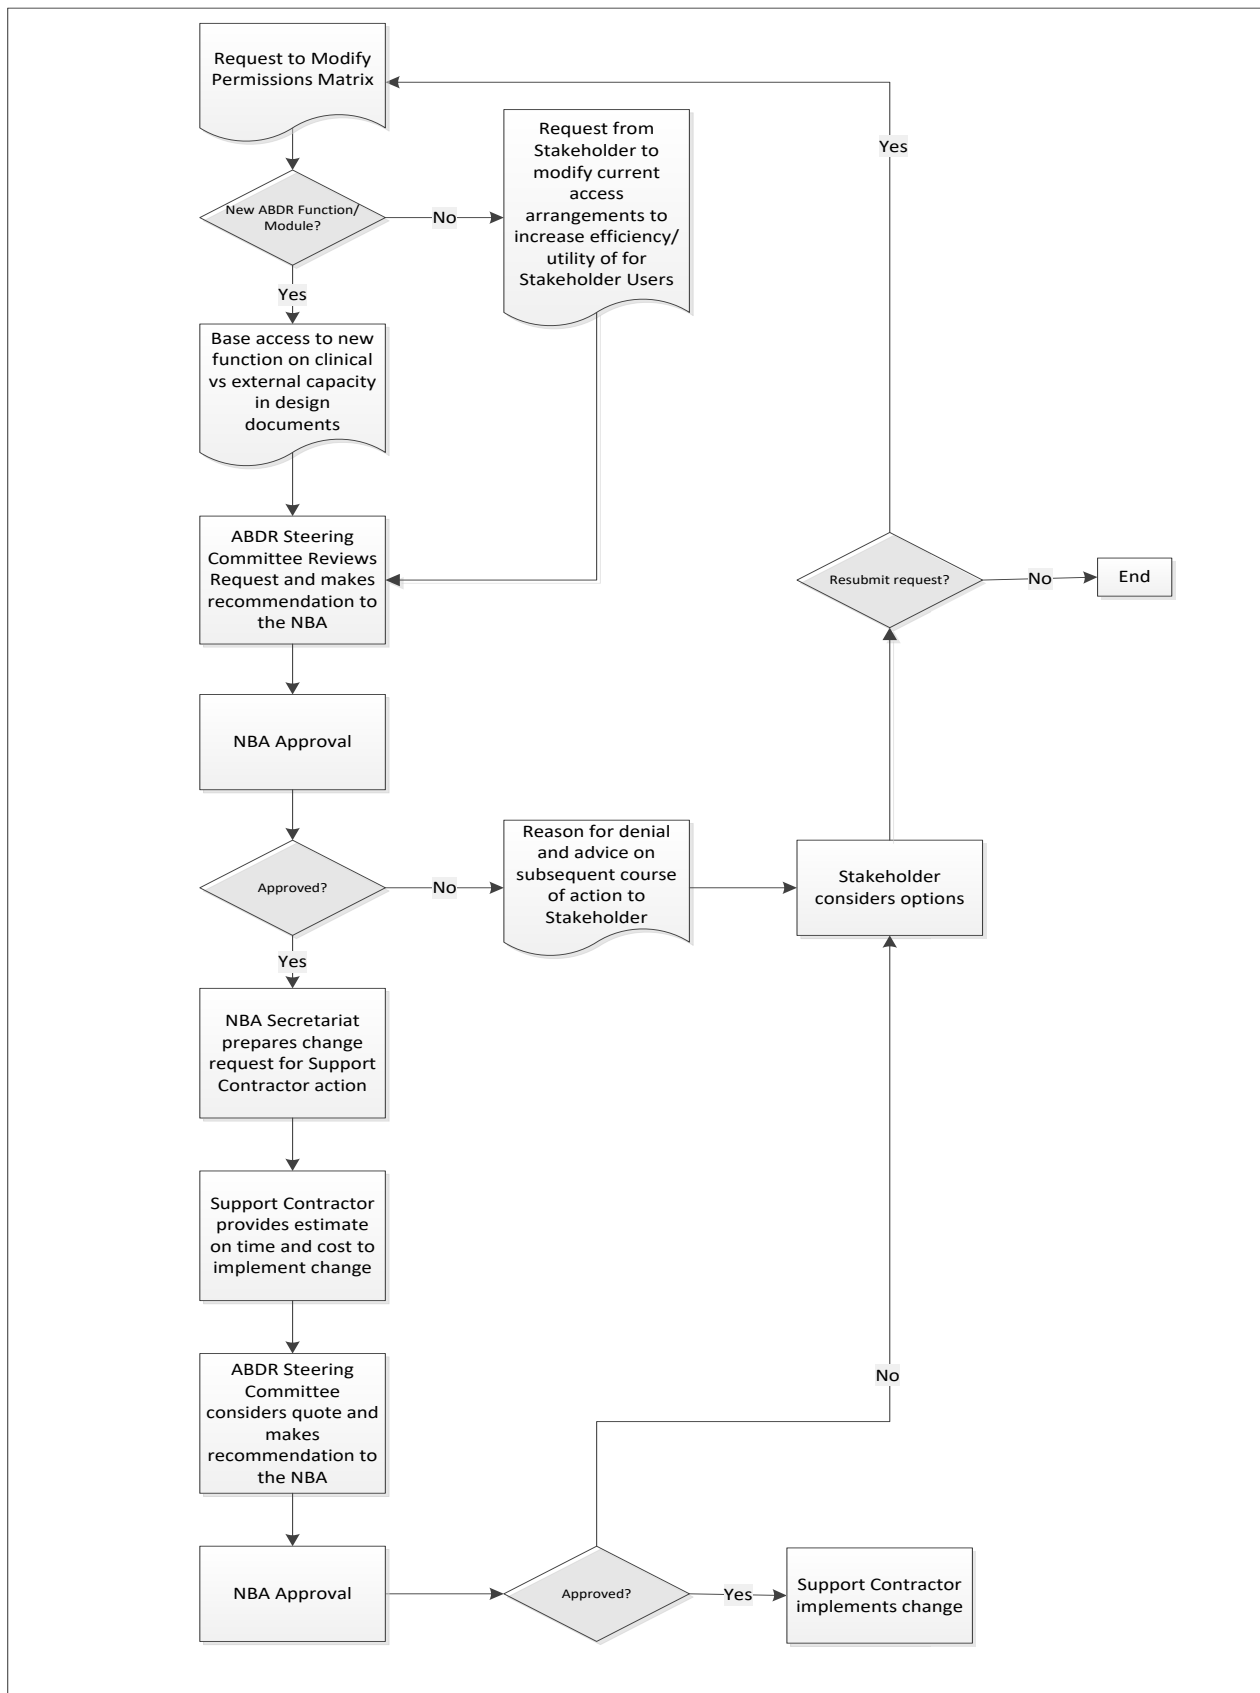 Request to Modify
Permissions Matrix
Yes
Request from
Stakeholder to
modify current
access
arrangements to
increase efficiency/
utility of for
Stakeholder Users
New ABDR Function/
Module?
No
Yes
Base access to new
function on clinical
vs external capacity
in design
documents
ABDR Steering
Committee Reviews
Request and makes
recommendation to
the NBA
Resubmit request?
No
End
NBA Approval
Approved?
No
Reason for denial
and advice on
subsequent course
of action to
Stakeholder
Stakeholder
considers options
Yes
NBA Secretariat
prepares change
request for Support
Contractor action
Support Contractor
provides estimate
on time and cost to
implement change
ABDR Steering
Committee
considers quote and
makes
recommendation to
the NBA
No
NBA Approval
Approved?
Yes
Support Contractor
implements change